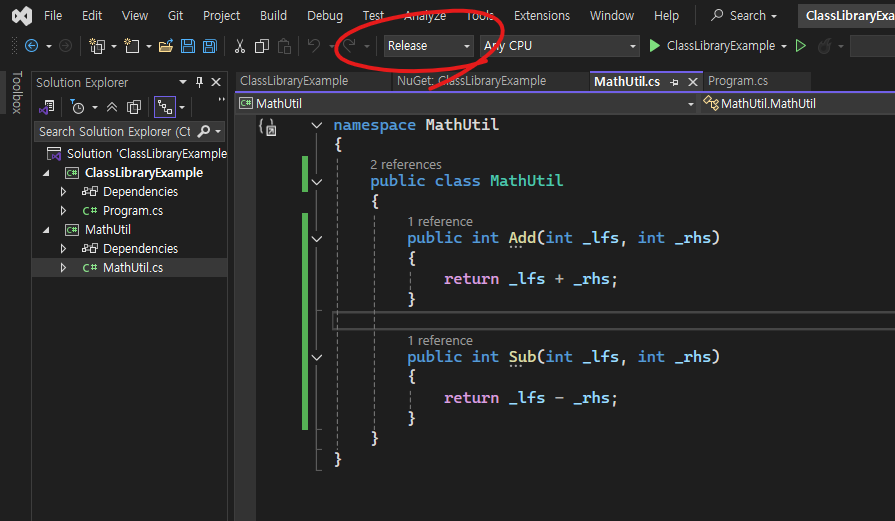 File Edit View Git Project Build Debug Test Analyze Tools Extensions Window Help Search ClassLibraryExa
Release Any CPU ClassLibraryExample
Toolbox
Solution Explorer
Search Solution Explorer (Ct
Solution 'ClassLibraryExample
ClassLibraryExample
Dependencies
C# Program.cs
MathUtil
Dependencies
C# MathUtil.cs
ClassLibraryExample NuGet: ClassLibraryExample MathUtil.cs Program.cs
C# MathUtil MathUtil.MathUtil
namespace MathUtil
{
2 references
public class MathUtil
{
1 reference
public int Add(int _lfs, int _rhs)
{
return _lfs + _rhs;
}
1 reference
public int Sub(int _lfs, int _rhs)
{
return _lfs - _rhs;
}
}
}